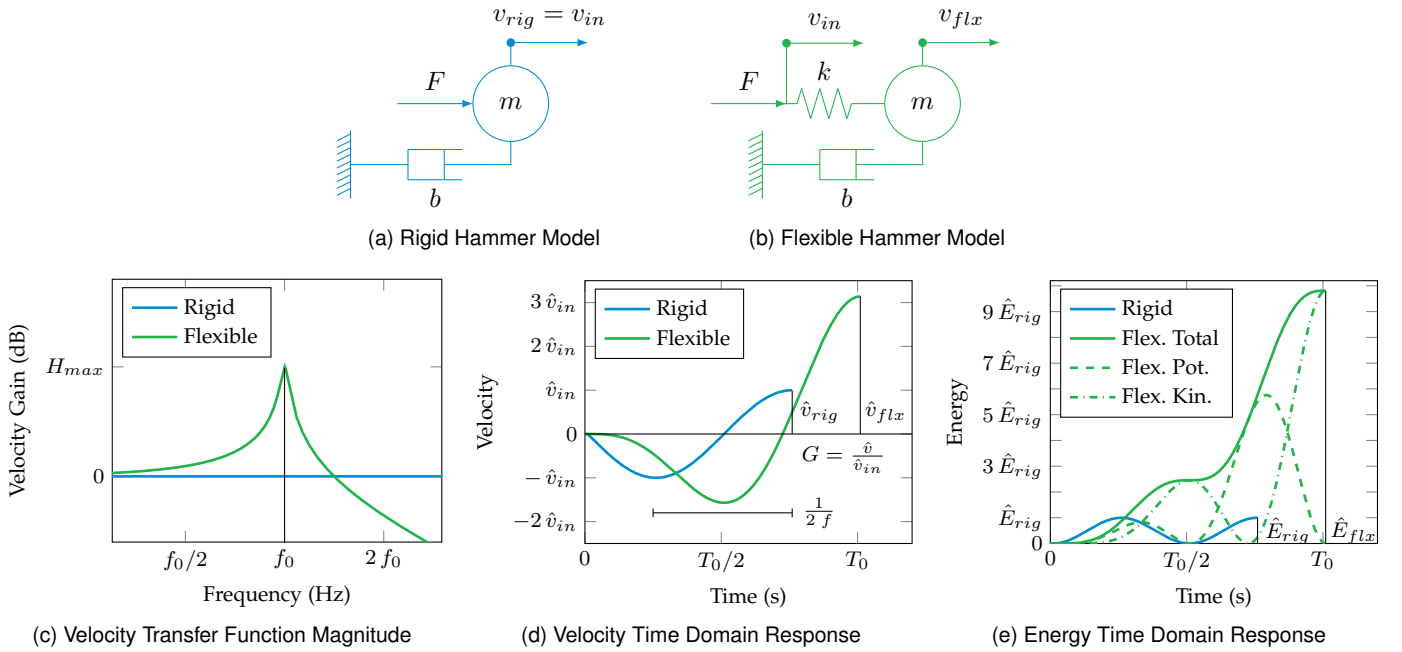 v_rig = v_in
F
m
b
(a) Rigid Hammer Model
v_in
v_flx
F
k
m
b
(b) Flexible Hammer Model
Velocity Gain (dB)
H_max
0
Rigid
Flexible
f_0/2
f_0
2 f_0
Frequency (Hz)
(c) Velocity Transfer Function Magnitude
Velocity
3 v̂_in
2 v̂_in
v̂_in
0
− v̂_in
−2 v̂_in
Rigid
Flexible
v̂_rig
v̂_flx
G = v̂/v̂_in
1/2 f
0
T_0/2
T_0
Time (s)
(d) Velocity Time Domain Response
Energy
9 Ê_rig
7 Ê_rig
5 Ê_rig
3 Ê_rig
Ê_rig
0
Rigid
Flex. Total
Flex. Pot.
Flex. Kin.
Ê_rig
Ê_flx
0
T_0/2
T_0
Time (s)
(e) Energy Time Domain Response